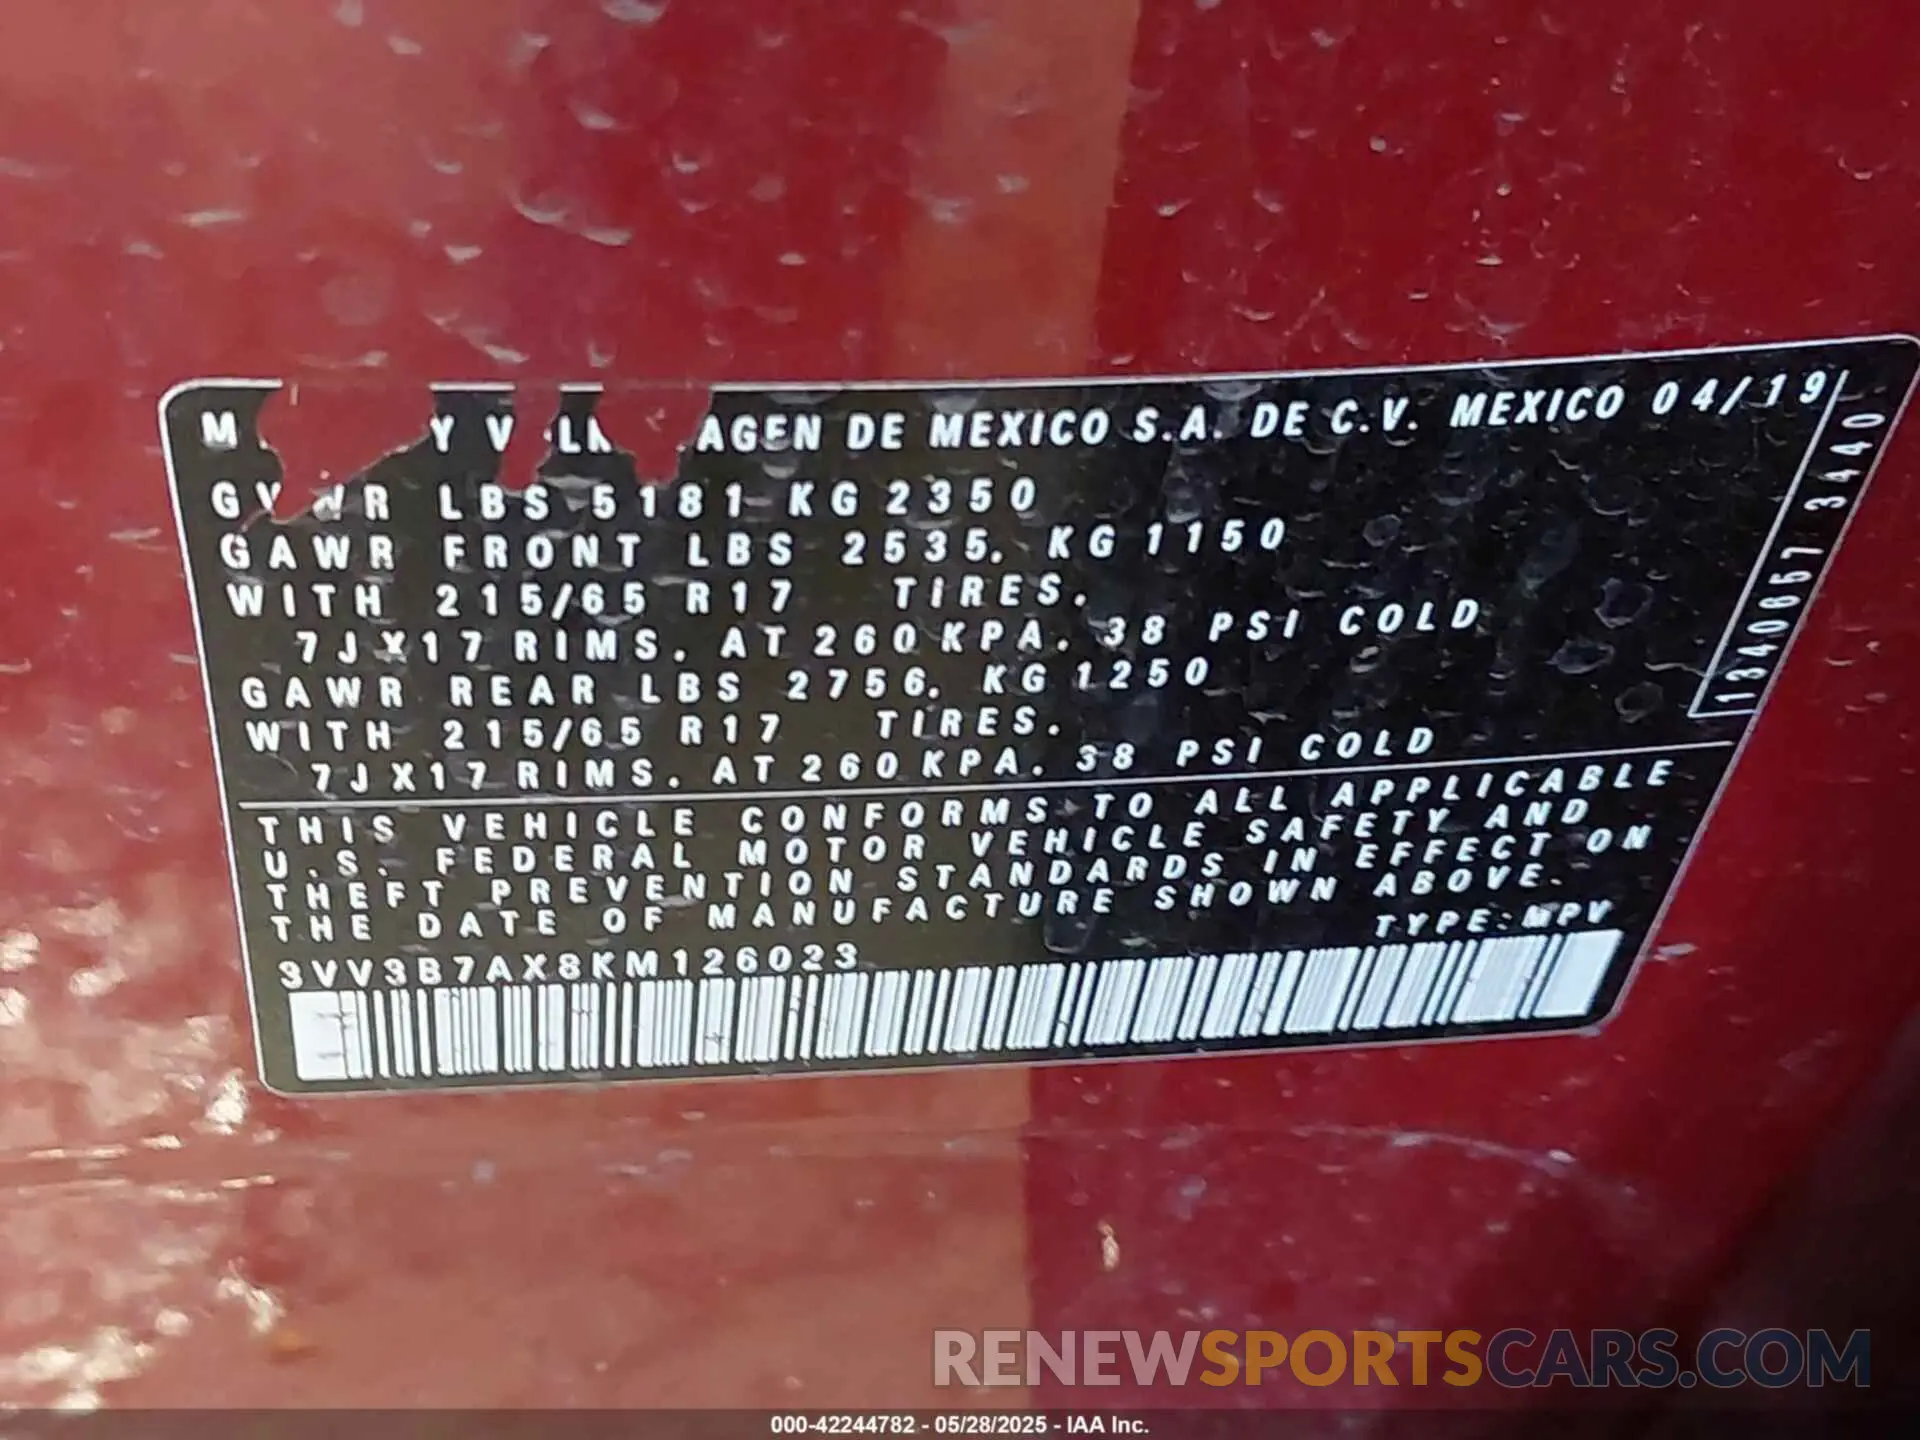 M Y V LK AGEN DE MEXICO S.A. DE C.V. MEXICO 04/19
GVWR LBS 5181 KG 2350
GAWR FRONT LBS 2535. KG 1150
WITH 215/65 R17 TIRES.
7JX17 RIMS. AT 260 KPA. 38 PSI COLD
GAWR REAR LBS 2756. KG 1250
WITH 215/65 R17 TIRES.
7JX17 RIMS. AT 260 KPA. 38 PSI COLD
1340657 3440
THIS VEHICLE CONFORMS TO ALL APPLICABLE
U.S. FEDERAL MOTOR VEHICLE SAFETY AND
THEFT PREVENTION STANDARDS IN EFFECT ON
THE DATE OF MANUFACTURE SHOWN ABOVE.
TYPE: MPV
3VV3B7AX8KM126023
RENEWSPORTSCARS.COM
000-42244782 - 05/28/2025 - IAA Inc.